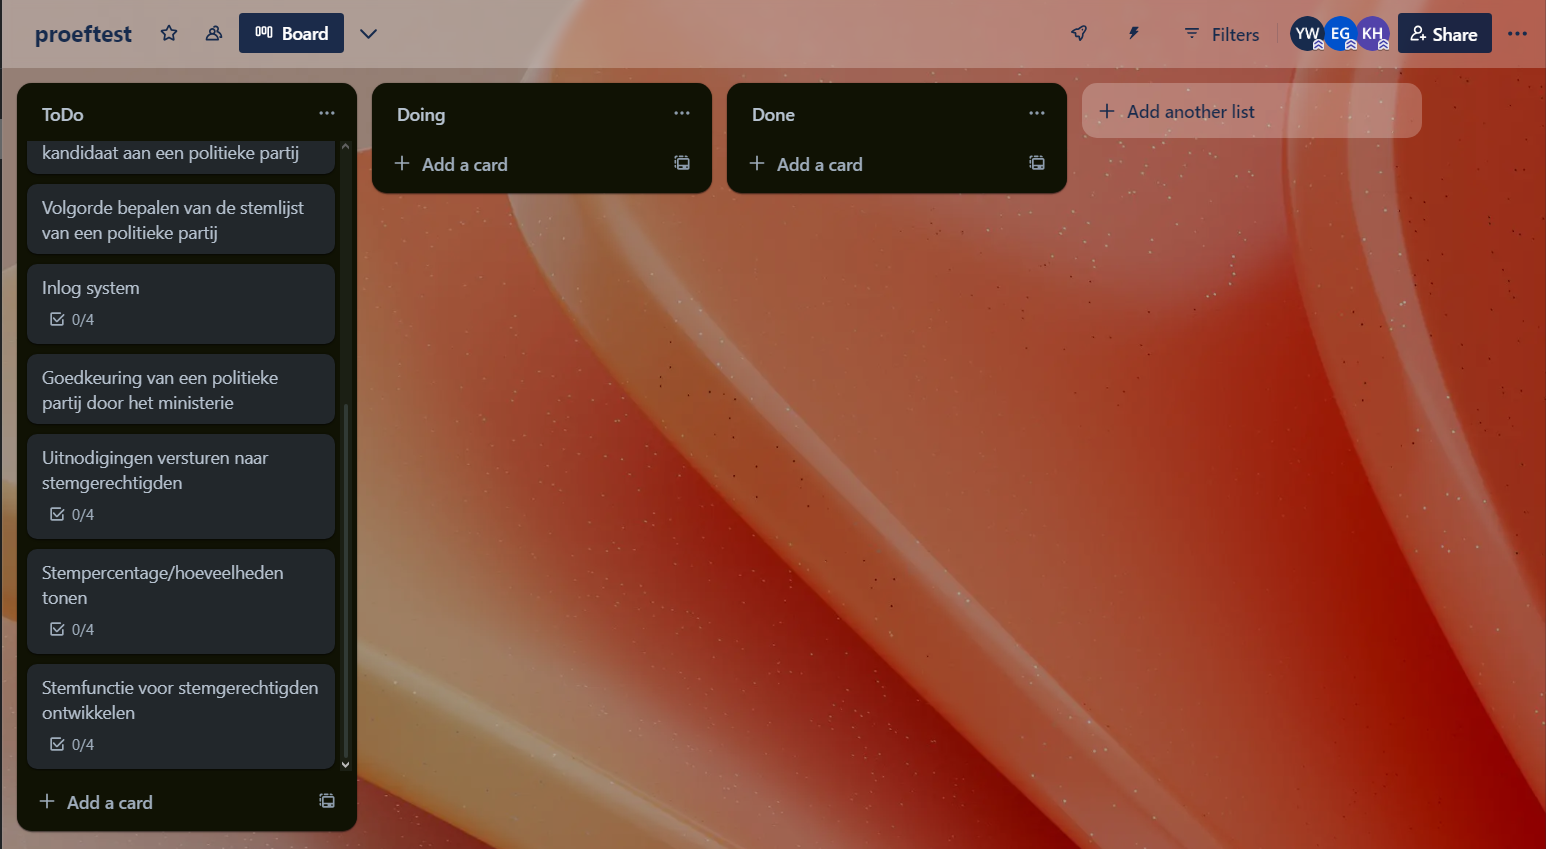 proeftest
Board
Filters
YW
EG
KH
Share
ToDo
kandidaat aan een politieke partij
Volgorde bepalen van de stemlijst
van een politieke partij
Inlog system
0/4
Goedkeuring van een politieke
partij door het ministerie
Uitnodigingen versturen naar
stemgerechtigden
0/4
Stempercentage/hoeveelheden
tonen
0/4
Stemfunctie voor stemgerechtigden
ontwikkelen
0/4
Add a card
Doing
Add a card
Done
Add a card
Add another list